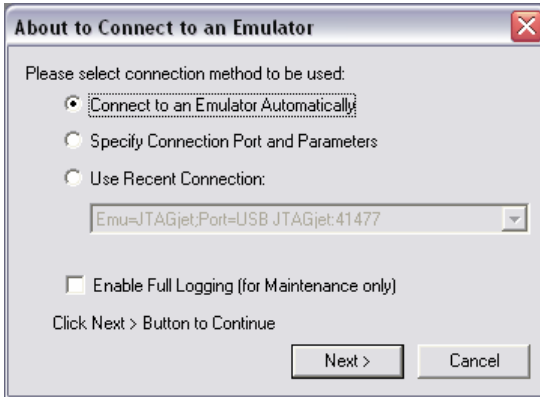 About to Connect to an Emulator
Please select connection method to be used:
Connect to an Emulator Automatically
Specify Connection Port and Parameters
Use Recent Connection:
Emu=JTAGjet;Port=USB JTAGjet:41477
Enable Full Logging (for Maintenance only)
Click Next > Button to Continue
Next >
Cancel